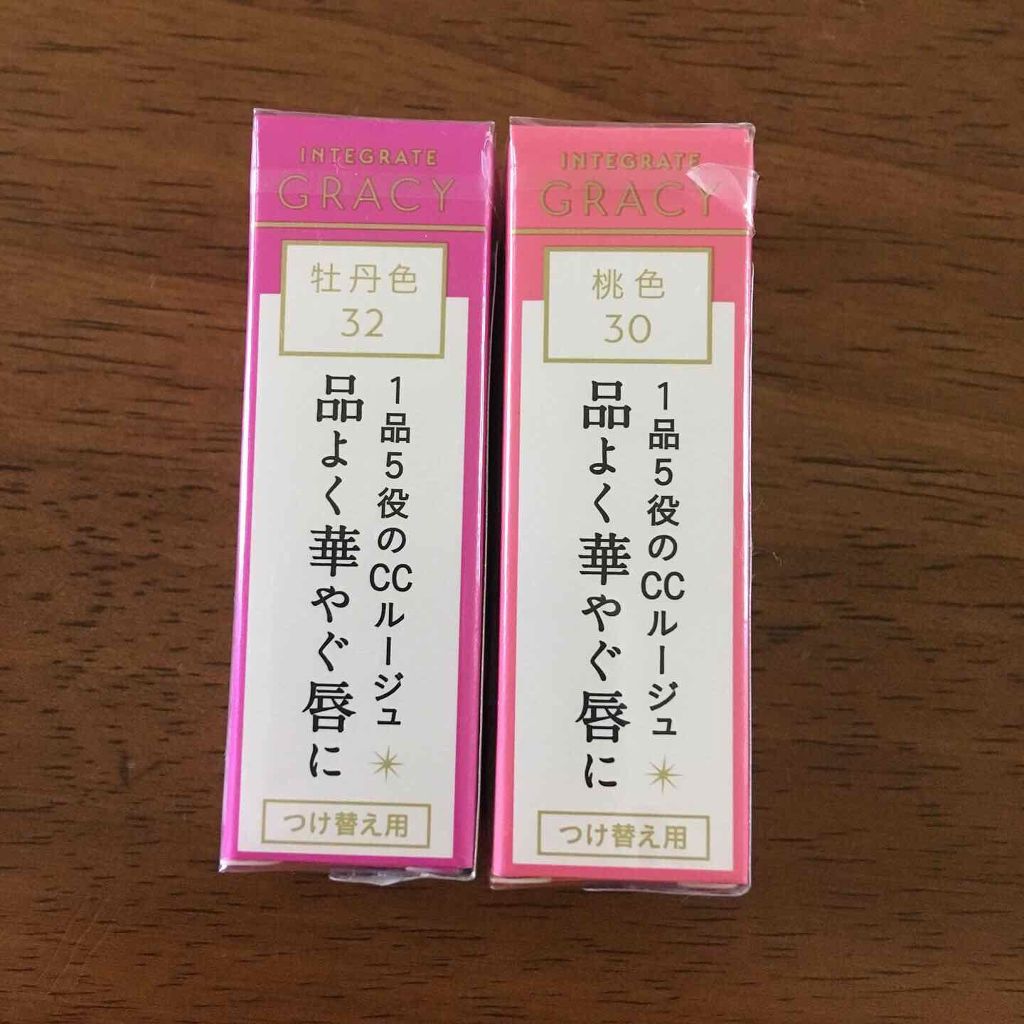 INTEGRATE
GRACY
牡丹色
32
1品5役のCCルージュ
品よく華やぐ唇に
つけ替え用
INTEGRATE
GRACY
桃色
30
1品5役のCCルージュ
品よく華やぐ唇に
つけ替え用